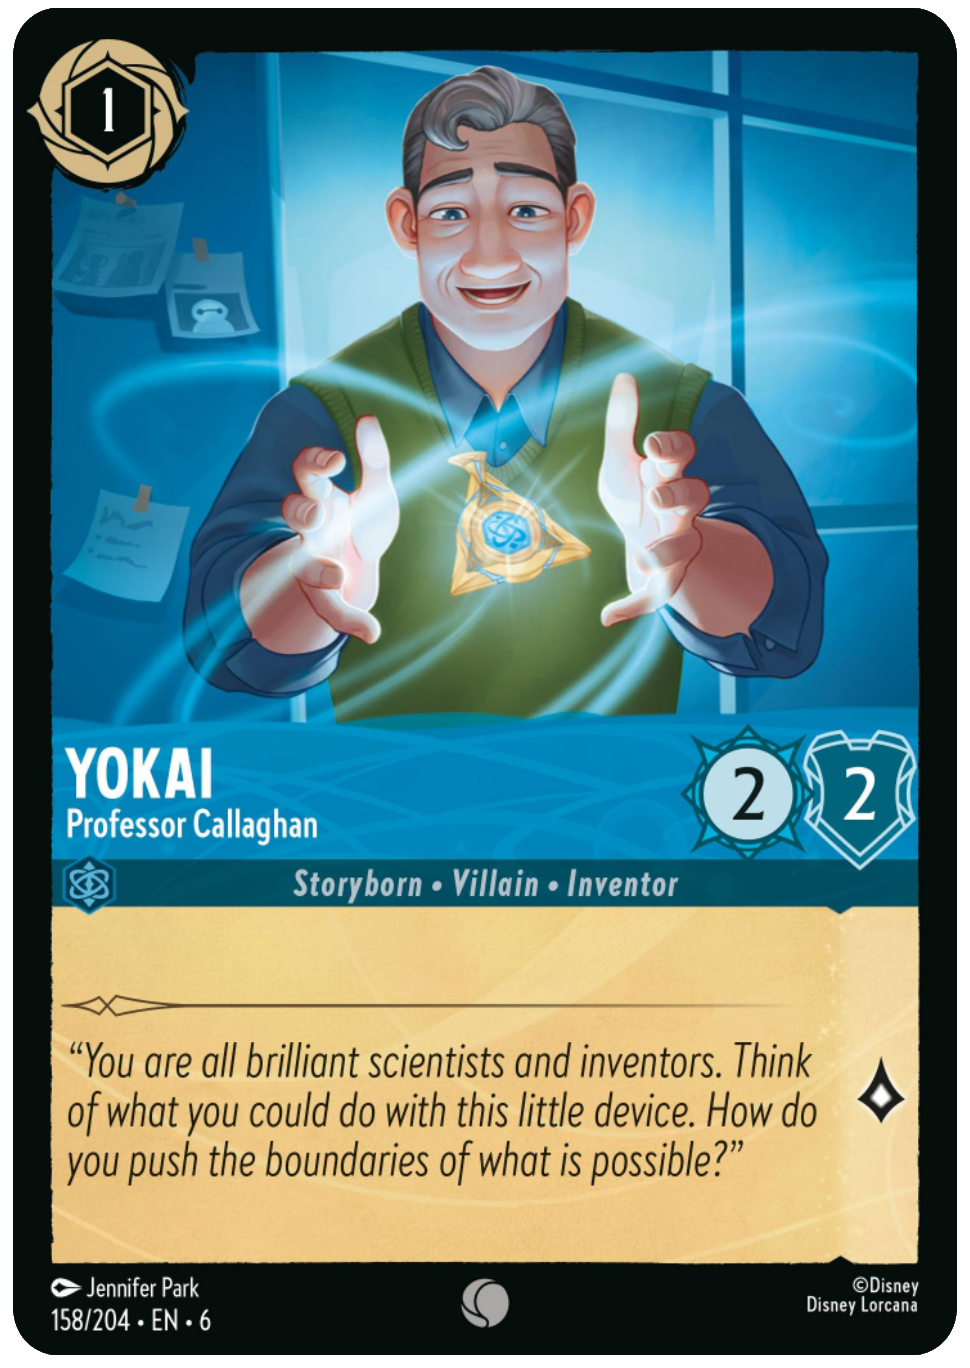 1
YOKAI
Professor Callaghan
2
2
Storyborn • Villain • Inventor
“You are all brilliant scientists and inventors. Think
of what you could do with this little device. How do
you push the boundaries of what is possible?”
Jennifer Park
158/204 • EN • 6
©Disney
Disney Lorcana